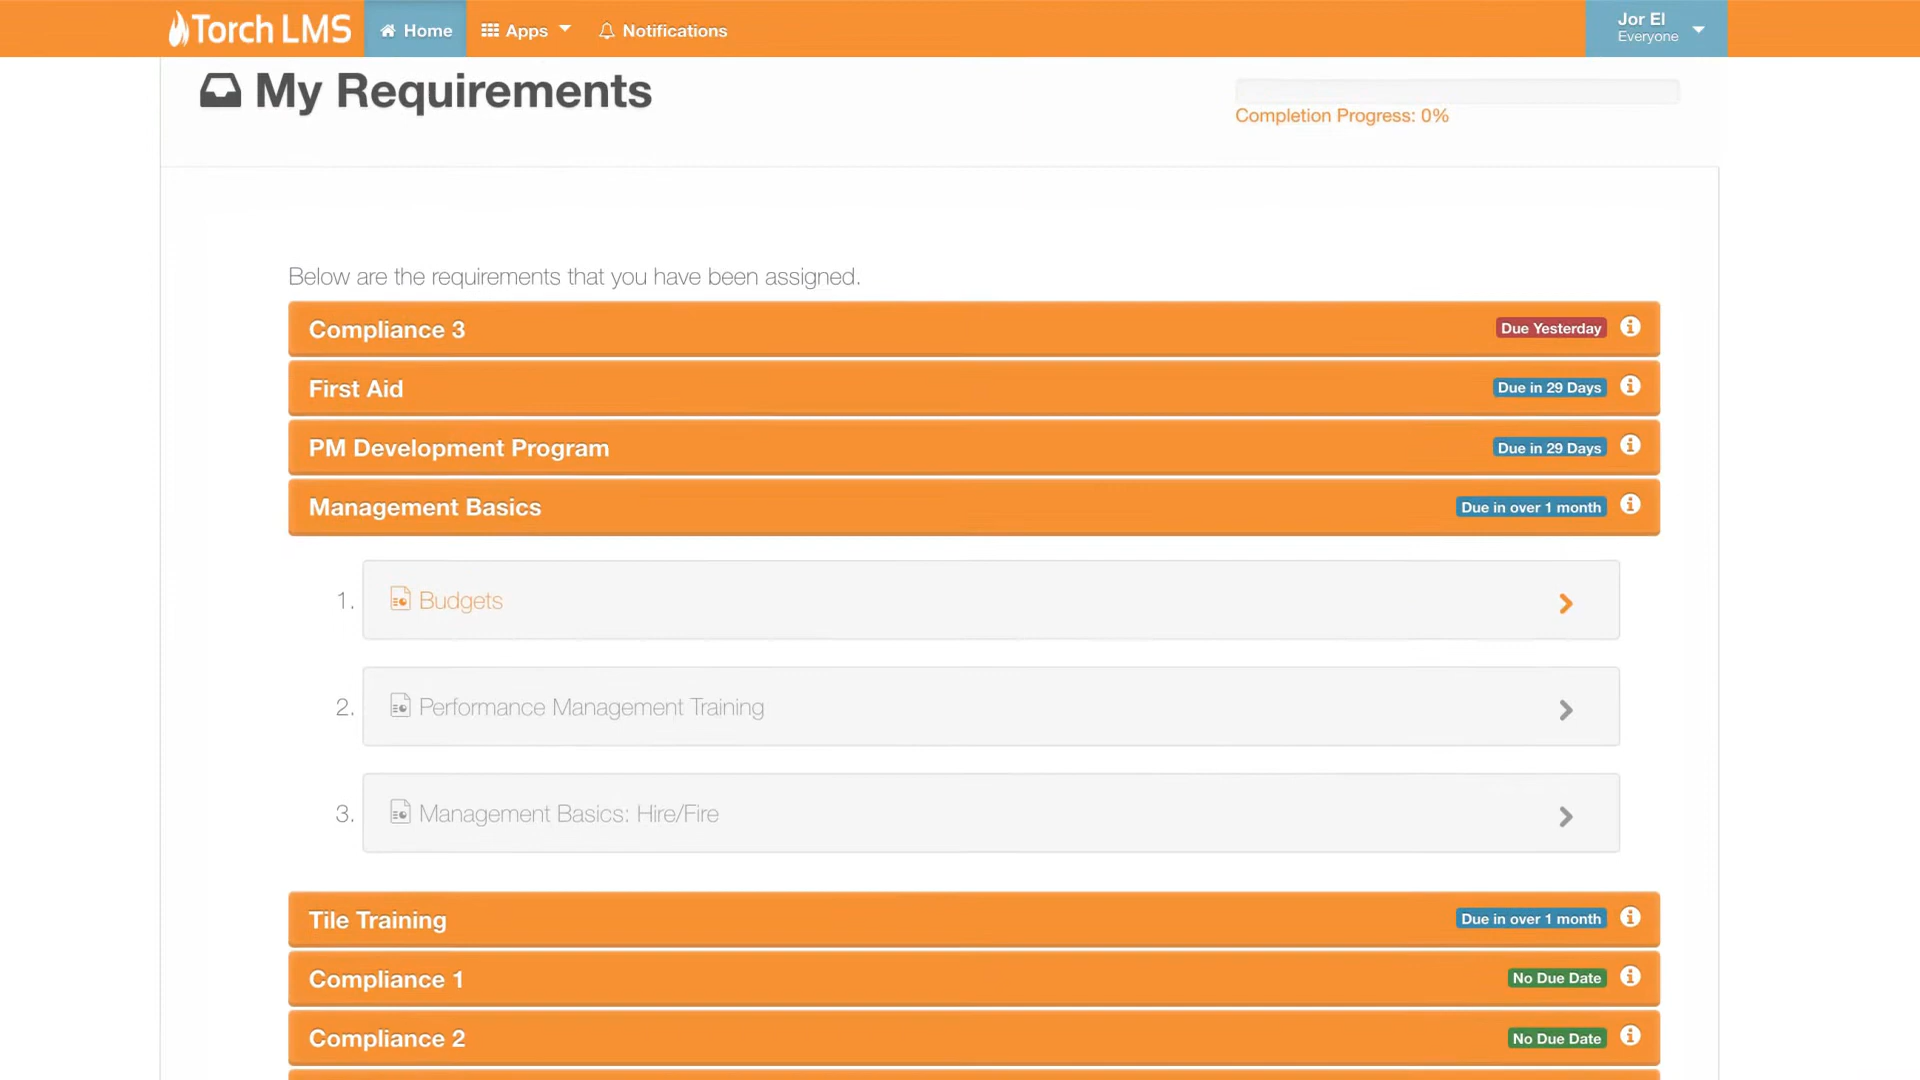 Torch LMS
Home
Apps
Notifications
Jor El
Everyone
My Requirements
Completion Progress: 0%
Below are the requirements that you have been assigned.
Compliance 3
Due Yesterday
First Aid
Due in 29 Days
PM Development Program
Due in 29 Days
Management Basics
Due in over 1 month
1. Budgets
2. Performance Management Training
3. Management Basics: Hire/Fire
Tile Training
Due in over 1 month
Compliance 1
No Due Date
Compliance 2
No Due Date